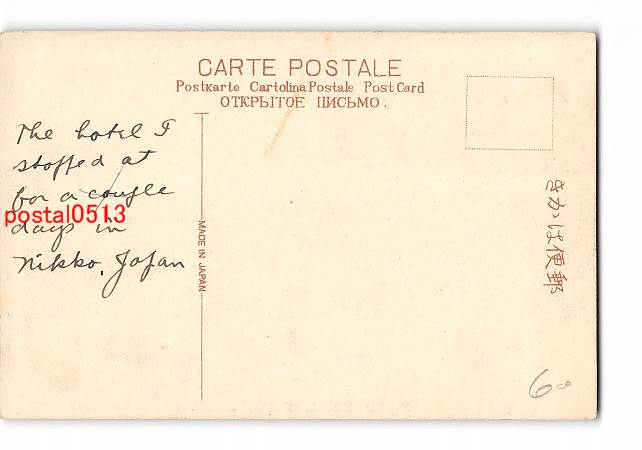 CARTE POSTALE
Postkarte Cartolina Postale Post Card
ОТКРЫТОЕ ПИСЬМО.
The hotel I
stopped at
for a couple
postal0513
days in
Nikko, Japan
MADE IN JAPAN
きかは便郵
600